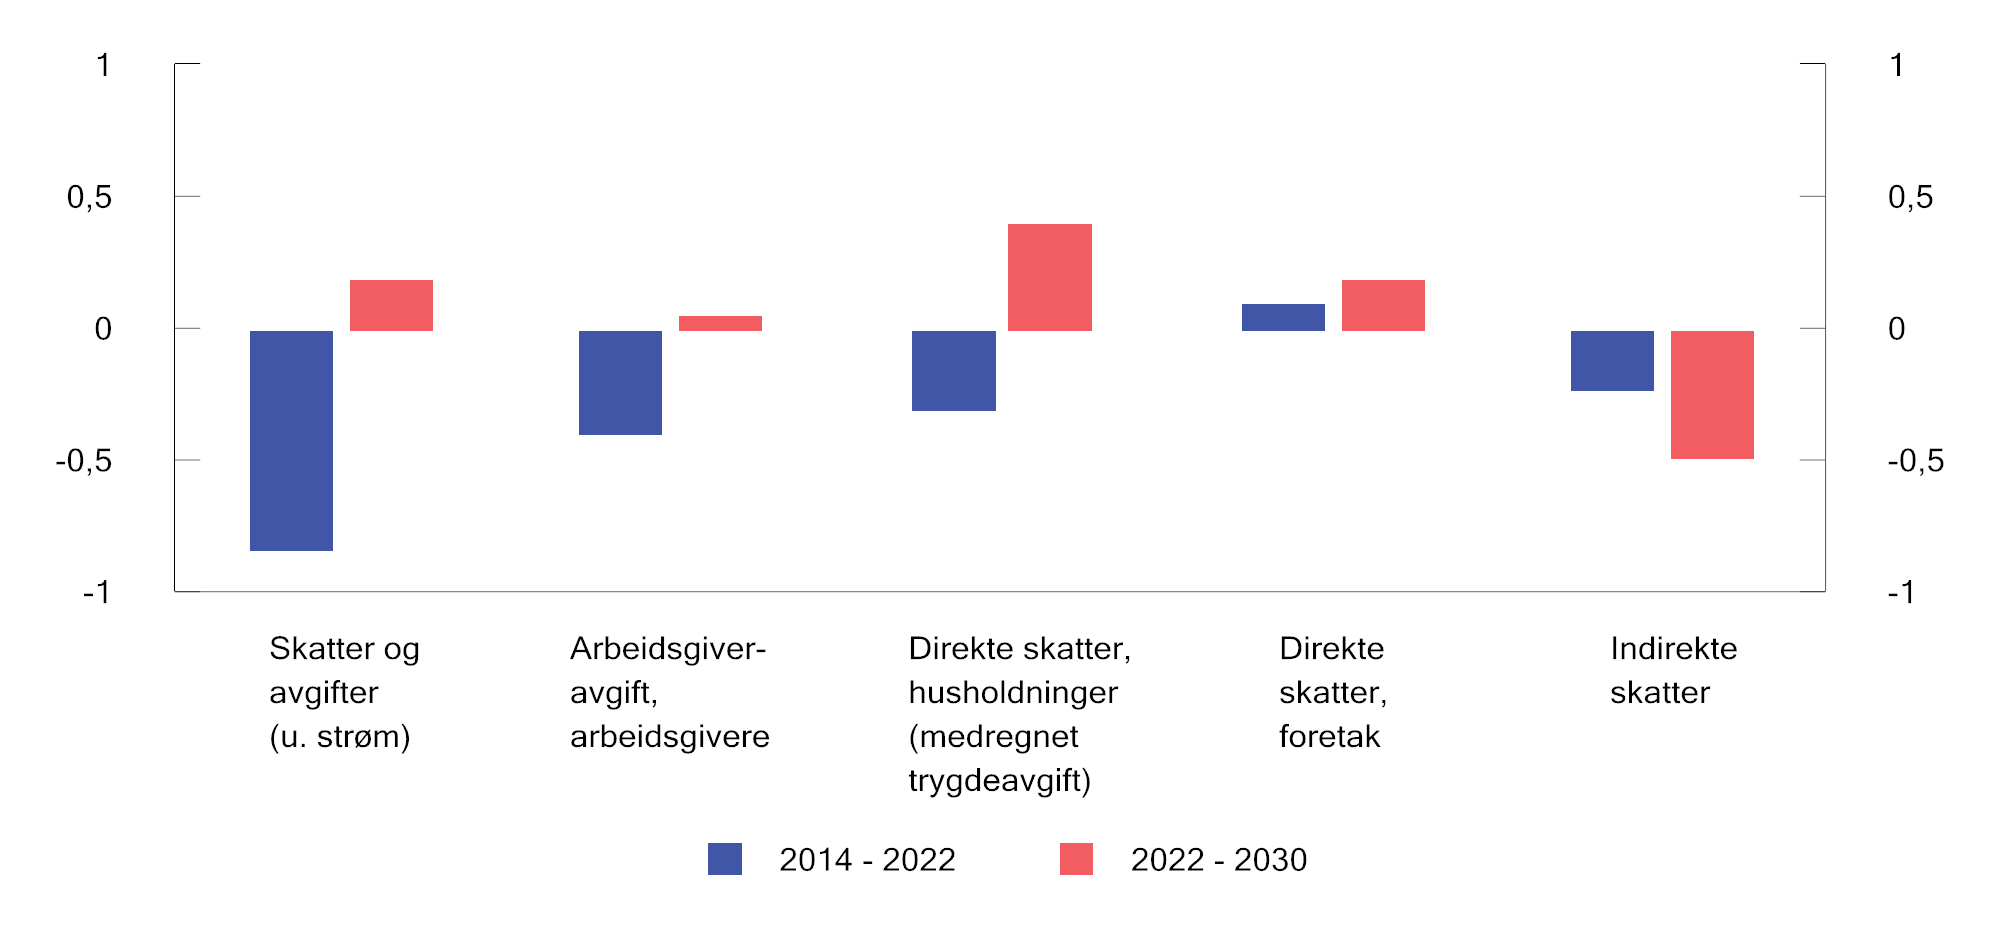 1
0,5
0
-0,5
-1
1
0,5
0
-0,5
-1
Skatter og
avgifter
(u. strøm)
Arbeidsgiver-
avgift,
arbeidsgivere
Direkte skatter,
husholdninger
(medregnet
trygdeavgift)
Direkte
skatter,
foretak
Indirekte
skatter
2014 - 2022
2022 - 2030